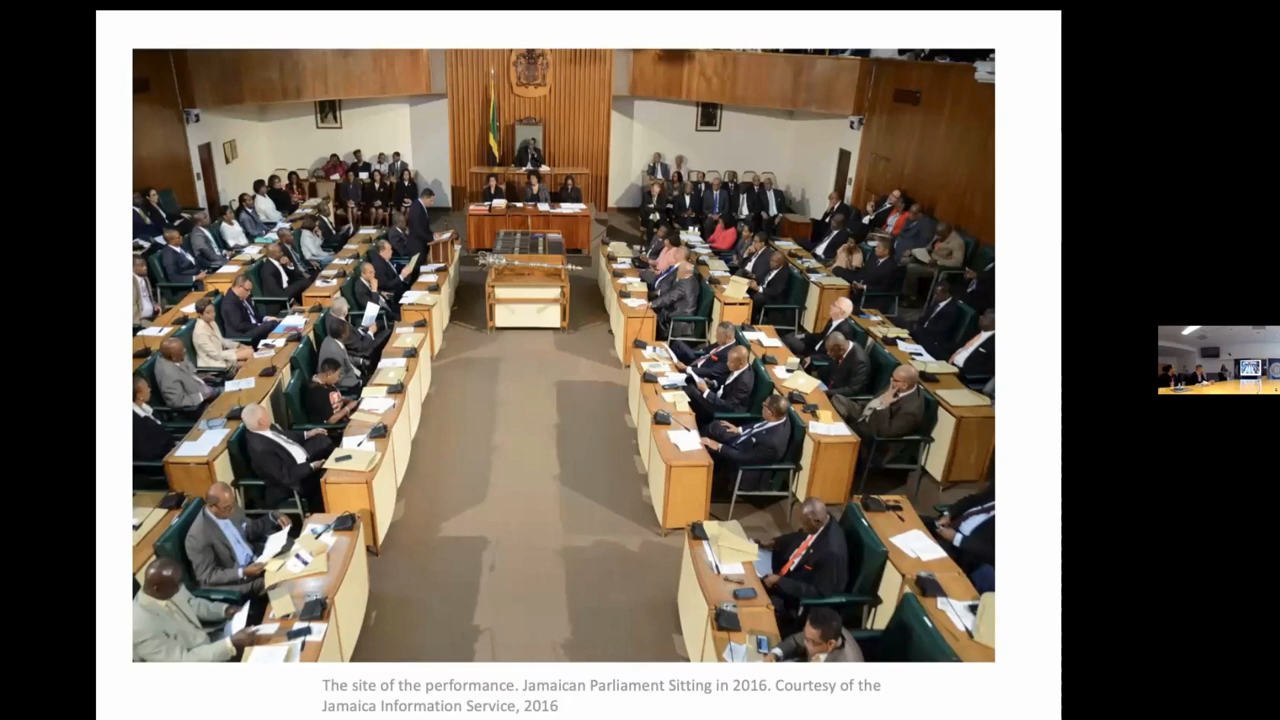 The site of the performance. Jamaican Parliament Sitting in 2016. Courtesy of the
Jamaica Information Service, 2016